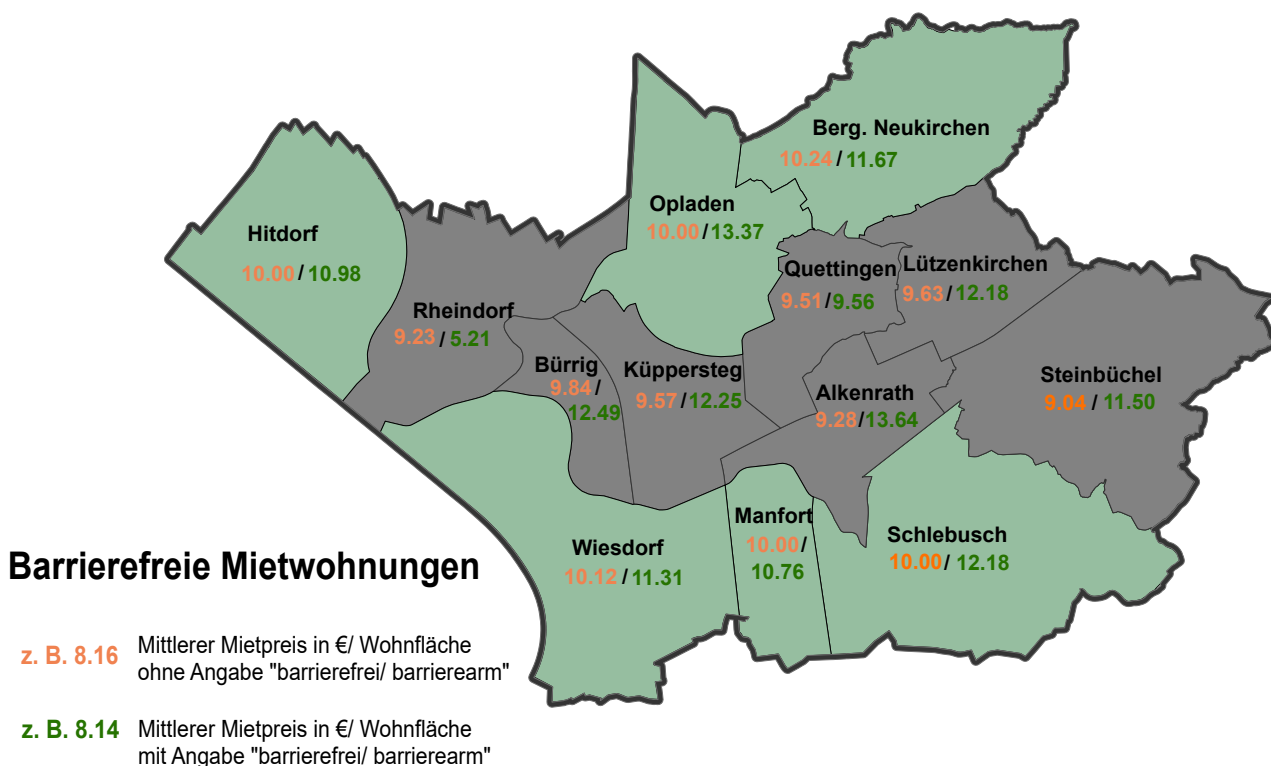 Berg. Neukirchen
10.24 / 11.67
Opladen
10.00/13.37
Hitdorf
10.00 / 10.98
Quettingen
9.51/9.56
Lützenkirchen
9.63/12.18
Rheindorf
9.23 / 5.21
Bürrig
9.84 /
12.49
Küppersteg
9.57 /12.25
Alkenrath
9.28/13.64
Steinbüchel
9.04 / 11.50
Manfort
10.00/
10.76
Schlebusch
10.00/ 12.18
Wiesdorf
10.12 / 11.31
Barrierefreie Mietwohnungen
z. B. 8.16 Mittlerer Mietpreis in €/ Wohnfläche
ohne Angabe "barrierefrei/ barrierearm"
z. B. 8.14 Mittlerer Mietpreis in €/ Wohnfläche
mit Angabe "barrierefrei/ barrierearm"